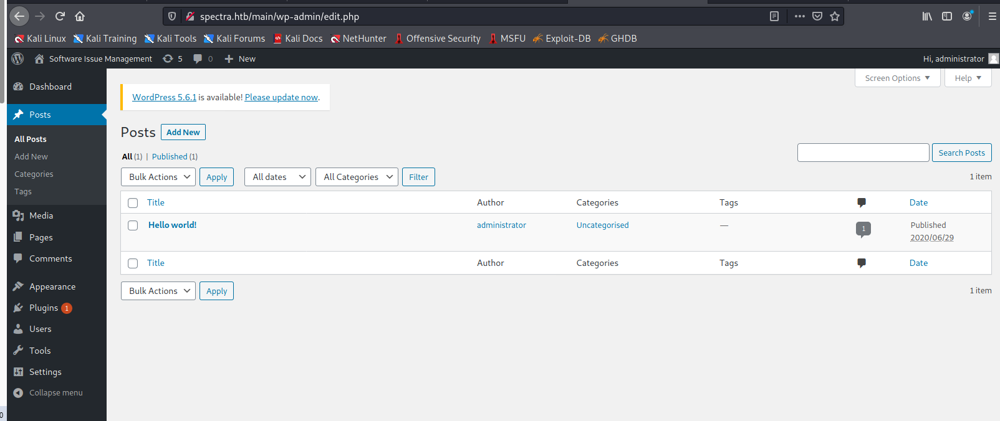 spectra.htb/main/wp-admin/edit.php
Kali Linux Kali Training Kali Tools Kali Forums Kali Docs NetHunter Offensive Security MSFU Exploit-DB GHDB
Software Issue Management 5 0 New Hi, administrator
Screen Options Help
Dashboard
Posts
All Posts
Add New
Categories
Tags
Media
Pages
Comments
Appearance
Plugins 1
Users
Tools
Settings
Collapse menu
0
WordPress 5.6.1 is available! Please update now.
Posts Add New
All (1) | Published (1)
Search Posts
Bulk Actions Apply All dates All Categories Filter 1 item
Title Author Categories Tags Date
Hello world! administrator Uncategorised — 1 Published
2020/06/29
Title Author Categories Tags Date
Bulk Actions Apply 1 item